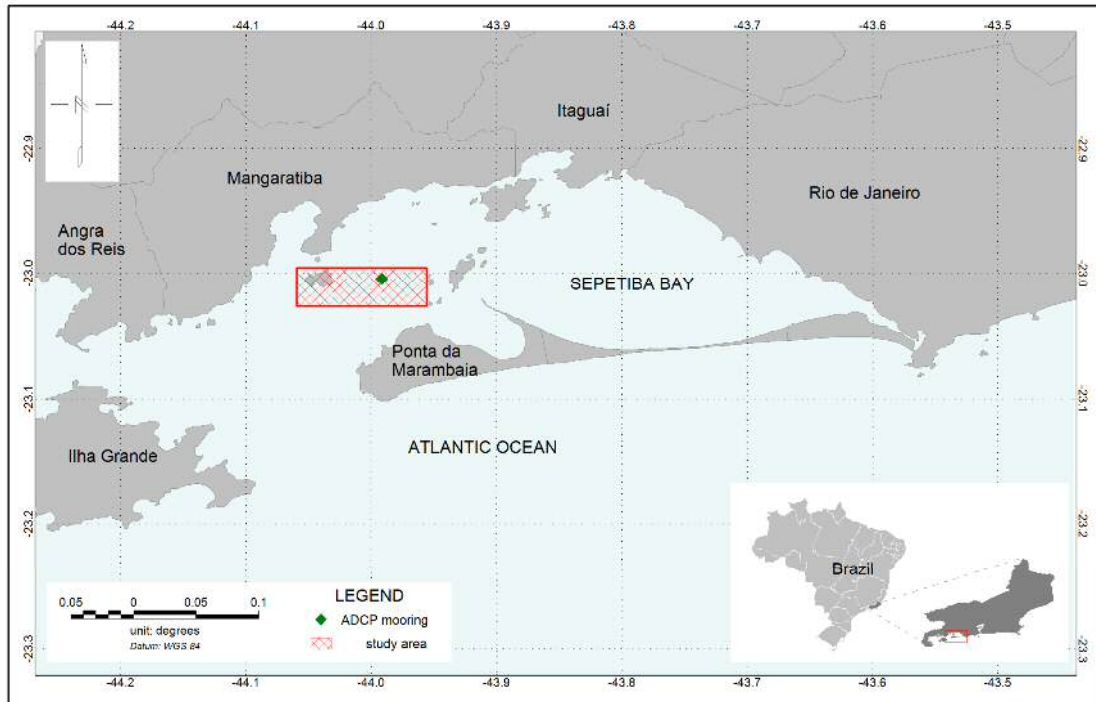 -44.2 -44.1 -44.0 -43.9 -43.8 -43.7 -43.6 -43.5
Itaguaí
-22.9 -22.9
Mangaratiba
Rio de Janeiro
Angra
dos Reis
-23.0 -23.0
SEPETIBA BAY
Ponta da
Marambaia
-23.1 -23.1
ATLANTIC OCEAN
Ilha Grande
-23.2 -23.2
Brazil
0.05 0 0.05 0.1
unit: degrees
Datum: WGS 84
LEGEND
ADCP mooring
study area
-23.3 -23.3
-44.2 -44.1 -44.0 -43.9 -43.8 -43.7 -43.6 -43.5